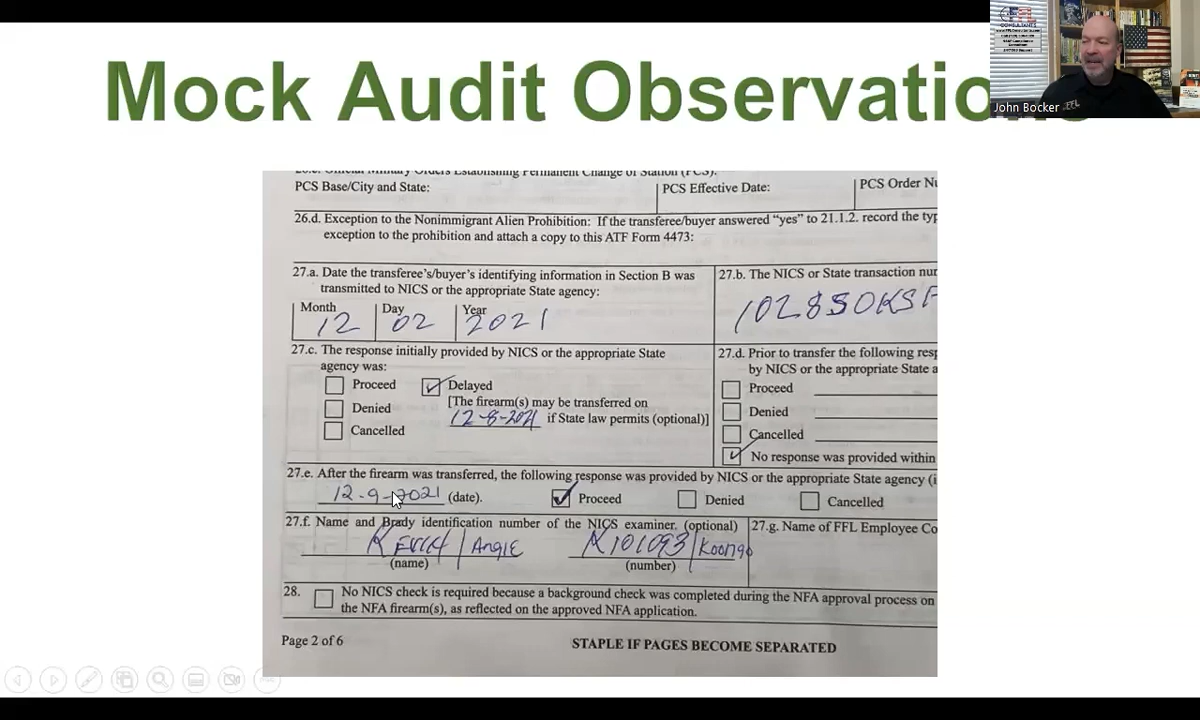 Mock Audit Observation
FFL
CONSULTANTS
John Bocker
FFL
PCS Base/City and State:
PCS Effective Date:
PCS Order Nu
26.d. Exception to the Nonimmigrant Alien Prohibition: If the transferee/buyer answered “yes” to 21.1.2. record the typ
exception to the prohibition and attach a copy to this ATF Form 4473:
27.a. Date the transferee's/buyer's identifying information in Section B was
transmitted to NICS or the appropriate State agency:
Month Day Year
12 02 2021
27.b. The NICS or State transaction nur
102850KSF
27.c. The response initially provided by NICS or the appropriate State
agency was:
Proceed Delayed
[The firearm(s) may be transferred on
Denied 12-8-2021 if State law permits (optional)]
Cancelled
27.d. Prior to transfer the following resp
by NICS or the appropriate State a
Proceed
Denied
Cancelled
No response was provided within
27.e. After the firearm was transferred, the following response was provided by NICS or the appropriate State agency (i
12-9-2021 (date). Proceed Denied Cancelled
27.f. Name and Brady identification number of the NICS examiner. (optional)
Angie
(name) (number)
27.g. Name of FFL Employee Co
28. No NICS check is required because a background check was completed during the NFA approval process on
the NFA firearm(s), as reflected on the approved NFA application.
Page 2 of 6
STAPLE IF PAGES BECOME SEPARATED